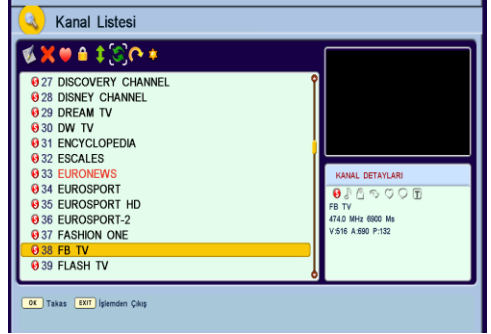 Kanal Listesi
27 DISCOVERY CHANNEL
28 DISNEY CHANNEL
29 DREAM TV
30 DW TV
31 ENCYCLOPEDIA
32 ESCALES
33 EURONEWS
34 EUROSPORT
35 EUROSPORT HD
36 EUROSPORT-2
37 FASHION ONE
38 FB TV
39 FLASH TV
KANAL DETAYLARI
FB TV
474.0 MHz 6900 Ms
V:516 A:690 P:132
OK Takas EXIT İşlemden Çıkış